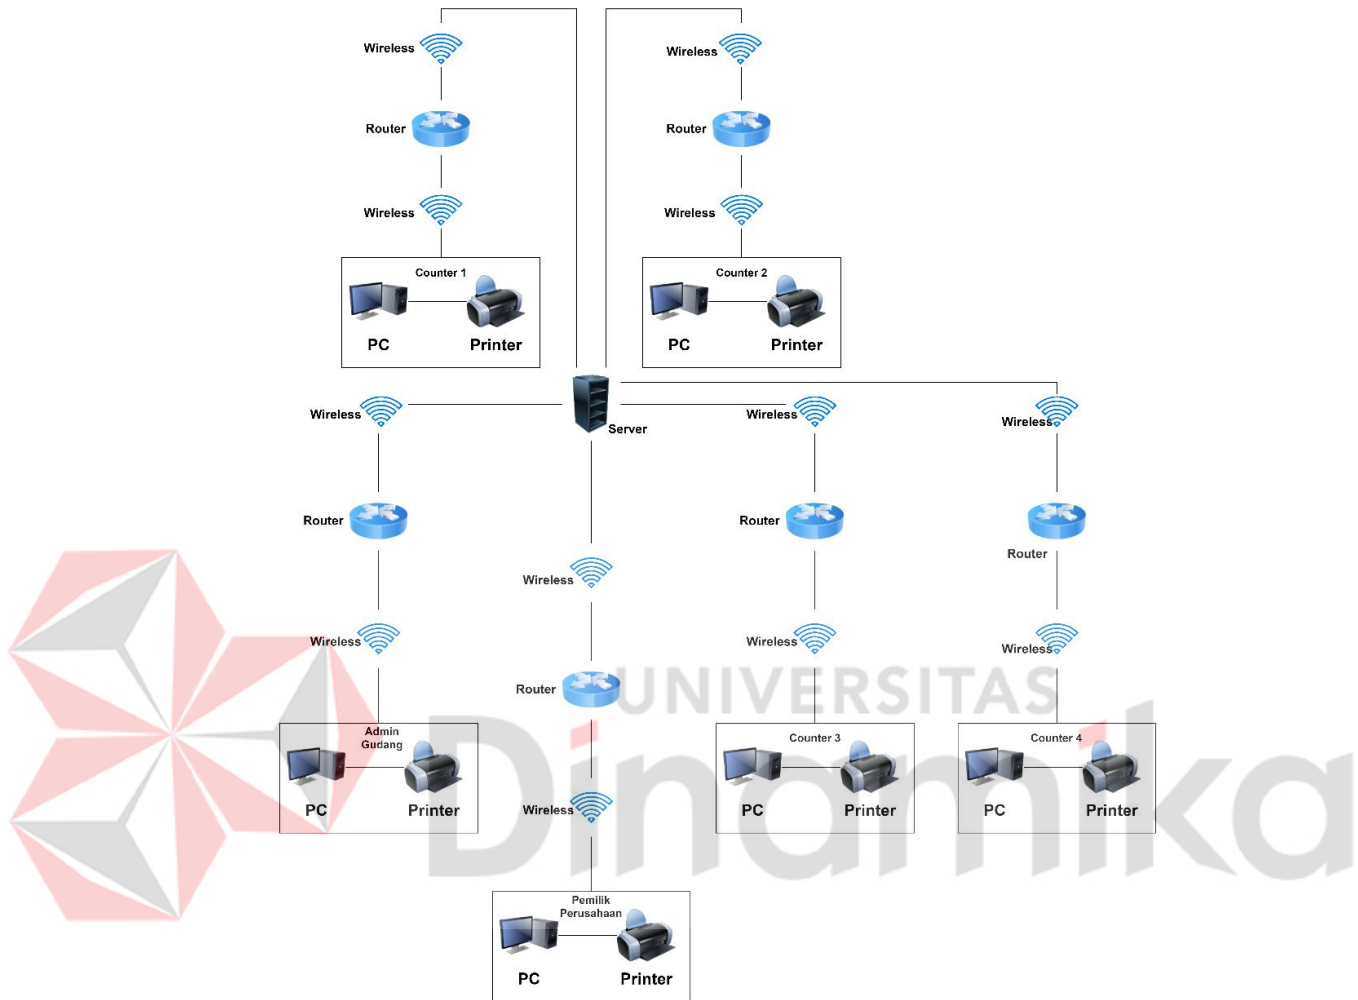 Wireless
Wireless
Router
Router
Wireless
Wireless
Counter 1
PC
Printer
Counter 2
PC
Printer
Wireless
Server
Wireless
Wireless
Router
Router
Router
Wireless
Wireless
Wireless
Wireless
Router
UNIVERSITAS
Dinamika
Admin
Gudang
PC
Printer
Counter 3
PC
Printer
Counter 4
PC
Printer
Wireless
Pemilik
Perusahaan
PC
Printer